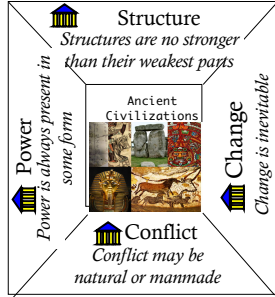 Structure
Structures are no stronger
than their weakest parts
Power
Power is always present in
some form
Ancient
Civilizations
Change
Change is inevitable
Conflict
Conflict may be
natural or manmade